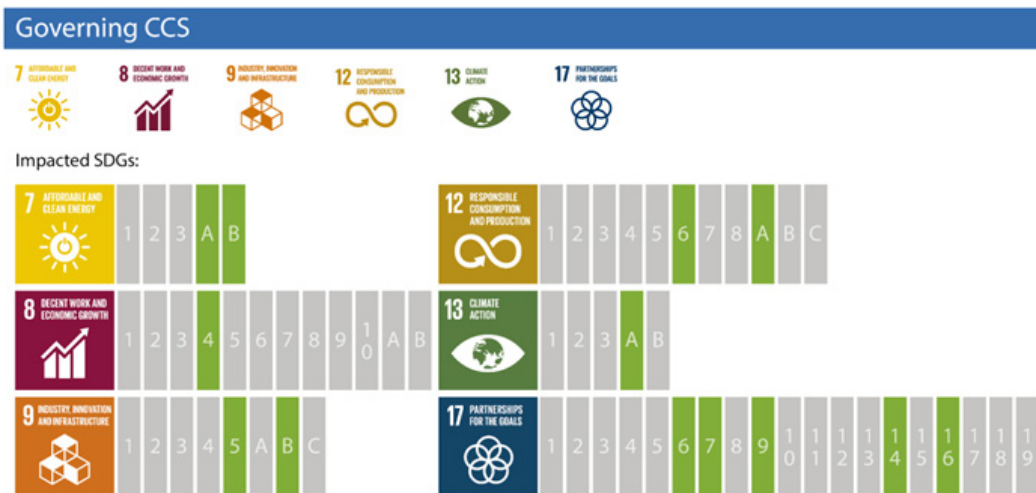 Governing CCS
7 AFFORDABLE AND CLEAN ENERGY
8 DECENT WORK AND ECONOMIC GROWTH
9 INDUSTRY, INNOVATION AND INFRASTRUCTURE
12 RESPONSIBLE CONSUMPTION AND PRODUCTION
13 CLIMATE ACTION
17 PARTNERSHIPS FOR THE GOALS
Impacted SDGs:
7 AFFORDABLE AND CLEAN ENERGY
1 2 3 A B
12 RESPONSIBLE CONSUMPTION AND PRODUCTION
1 2 3 4 5 6 7 8 A B C
8 DECENT WORK AND ECONOMIC GROWTH
1 2 3 4 5 6 7 8 9 10 A B
13 CLIMATE ACTION
1 2 3 A B
9 INDUSTRY, INNOVATION AND INFRASTRUCTURE
1 2 3 4 5 A B C
17 PARTNERSHIPS FOR THE GOALS
1 2 3 4 5 6 7 8 9 10 11 12 13 14 15 16 17 18 19